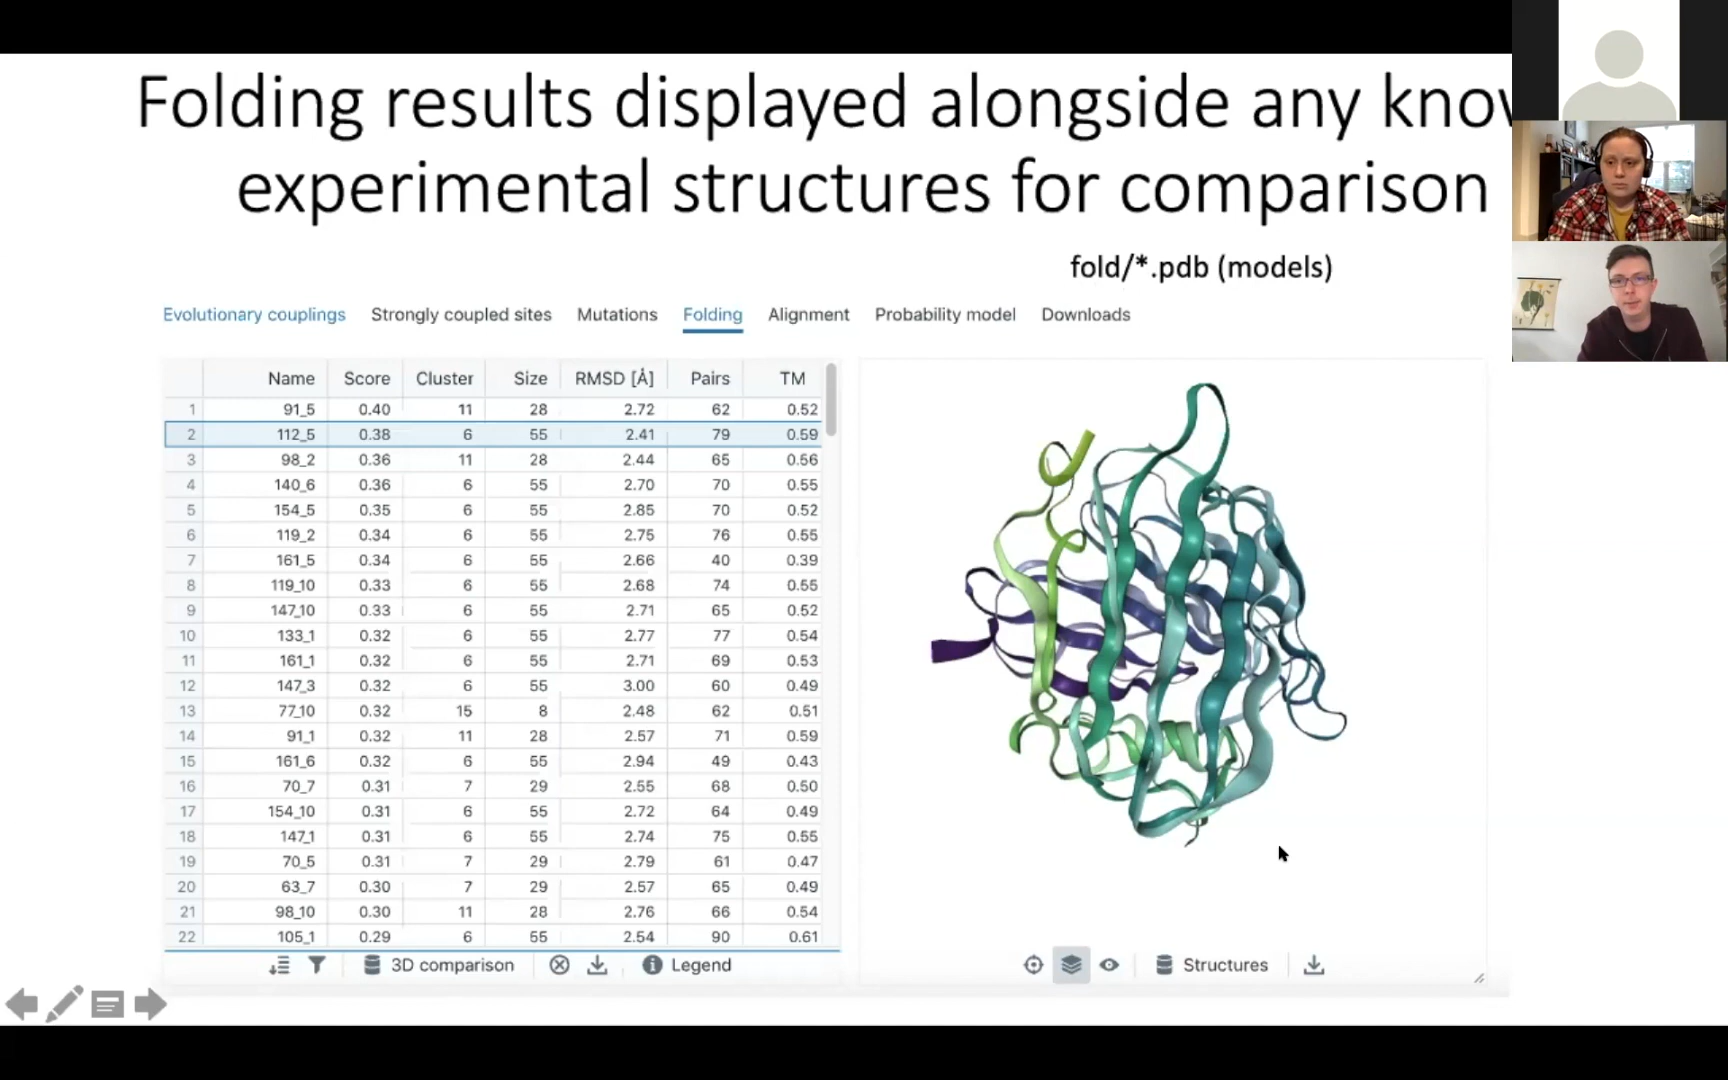 Folding results displayed alongside any know
experimental structures for comparison
fold/*.pdb (models)
Evolutionary couplings Strongly coupled sites Mutations Folding Alignment Probability model Downloads
Name Score Cluster Size RMSD [Å] Pairs TM
1 91_5 0.40 11 28 2.72 62 0.52
2 112_5 0.38 6 55 2.41 79 0.59
3 98_2 0.36 11 28 2.44 65 0.56
4 140_6 0.36 6 55 2.70 70 0.55
5 154_5 0.35 6 55 2.85 70 0.52
6 119_2 0.34 6 55 2.75 76 0.55
7 161_5 0.34 6 55 2.66 40 0.39
8 119_10 0.33 6 55 2.68 74 0.55
9 147_10 0.33 6 55 2.71 65 0.52
10 133_1 0.32 6 55 2.77 77 0.54
11 161_1 0.32 6 55 2.71 69 0.53
12 147_3 0.32 6 55 3.00 60 0.49
13 77_10 0.32 15 8 2.48 62 0.51
14 91_1 0.32 11 28 2.57 71 0.59
15 161_6 0.32 6 55 2.94 49 0.43
16 70_7 0.31 7 29 2.55 68 0.50
17 154_10 0.31 6 55 2.72 64 0.49
18 147_1 0.31 6 55 2.74 75 0.55
19 70_5 0.31 7 29 2.79 61 0.47
20 63_7 0.30 7 29 2.57 65 0.49
21 98_10 0.30 11 28 2.76 66 0.54
22 105_1 0.29 6 55 2.54 90 0.61
3D comparison Legend
Structures